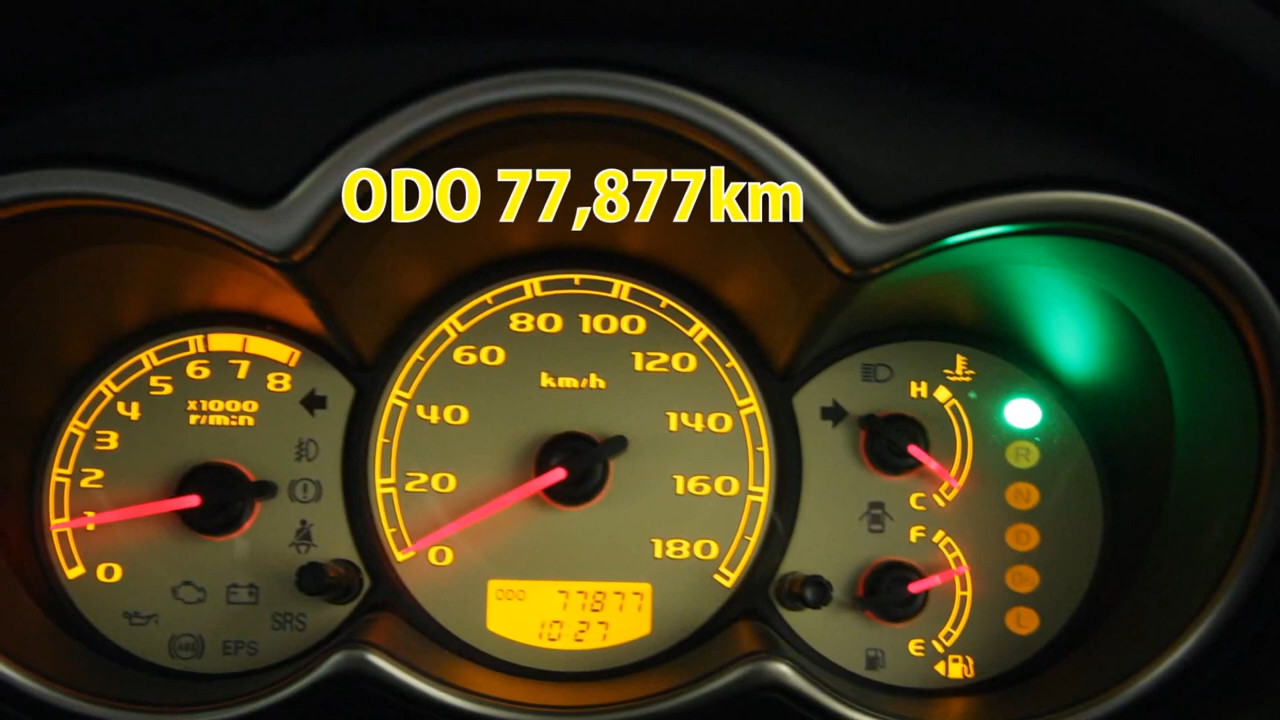 ODO 77,877km
80 100
60 120
km/h
40 140
20 160
0 180
ODO 77877
10:27
6 7
5 8
4 x1000
r/min
3
2
1
0
SRS
ABS EPS
H
C
F
E
R
N
D
L